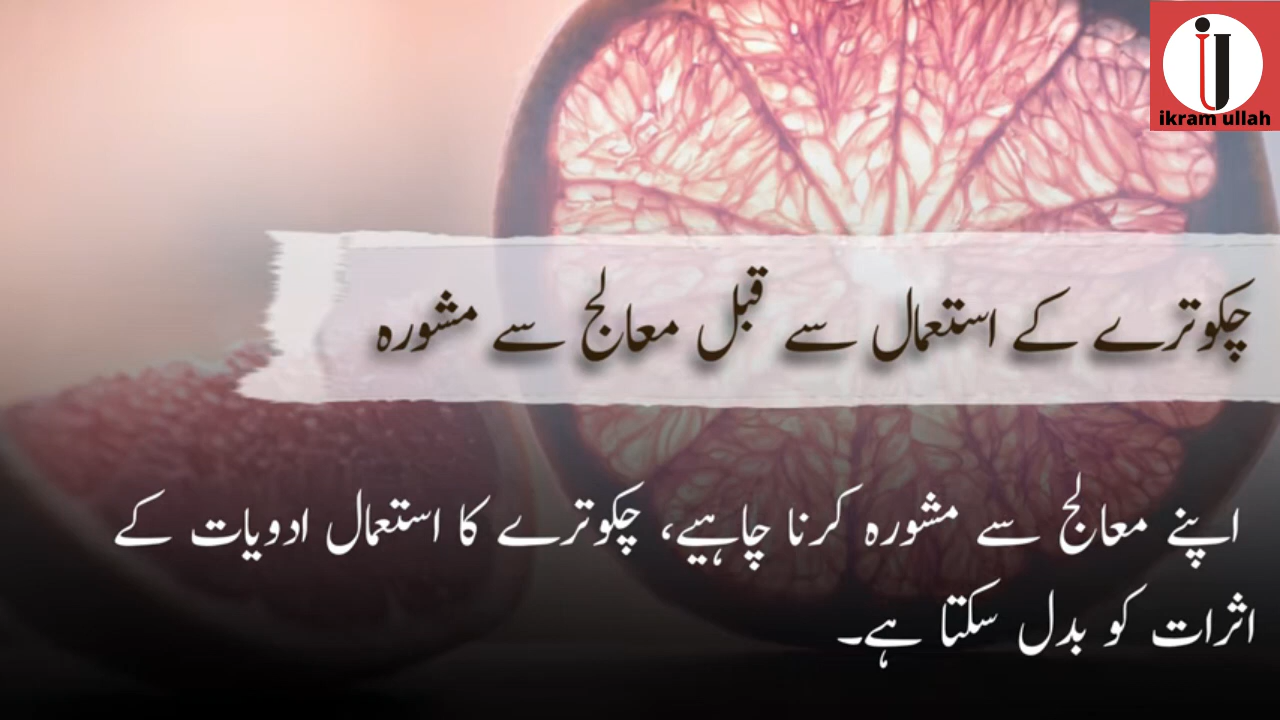 ikram ullah
چکوترے کے استعمال سے قبل معالج سے مشورہ
اپنے معالج سے مشورہ کرنا چاہیے، چکوترے کا استعمال ادویات کے
اثرات کو بدل سکتا ہے۔